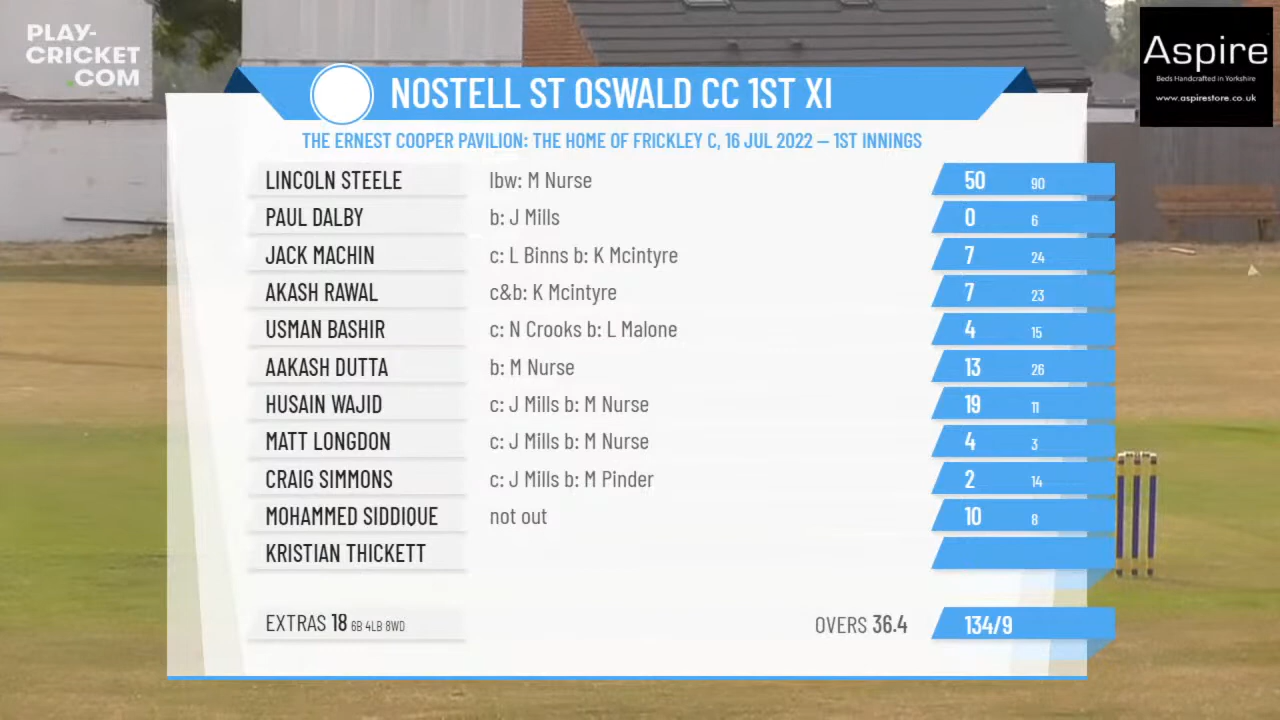 PLAY-
CRICKET
.COM
Aspire
Beds Handcrafted in Yorkshire
www.aspirestore.co.uk
NOSTELL ST OSWALD CC 1ST XI
THE ERNEST COOPER PAVILION: THE HOME OF FRICKLEY C, 16 JUL 2022 – 1ST INNINGS
LINCOLN STEELE lbw: M Nurse 50 90
PAUL DALBY b: J Mills 0 6
JACK MACHIN c: L Binns b: K Mcintyre 7 24
AKASH RAWAL c&b: K Mcintyre 7 23
USMAN BASHIR c: N Crooks b: L Malone 4 15
AAKASH DUTTA b: M Nurse 13 26
HUSAIN WAJID c: J Mills b: M Nurse 19 11
MATT LONGDON c: J Mills b: M Nurse 4 3
CRAIG SIMMONS c: J Mills b: M Pinder 2 14
MOHAMMED SIDDIQUE not out 10 8
KRISTIAN THICKETT
EXTRAS 18 6B 4LB 8WD OVERS 36.4 134/9